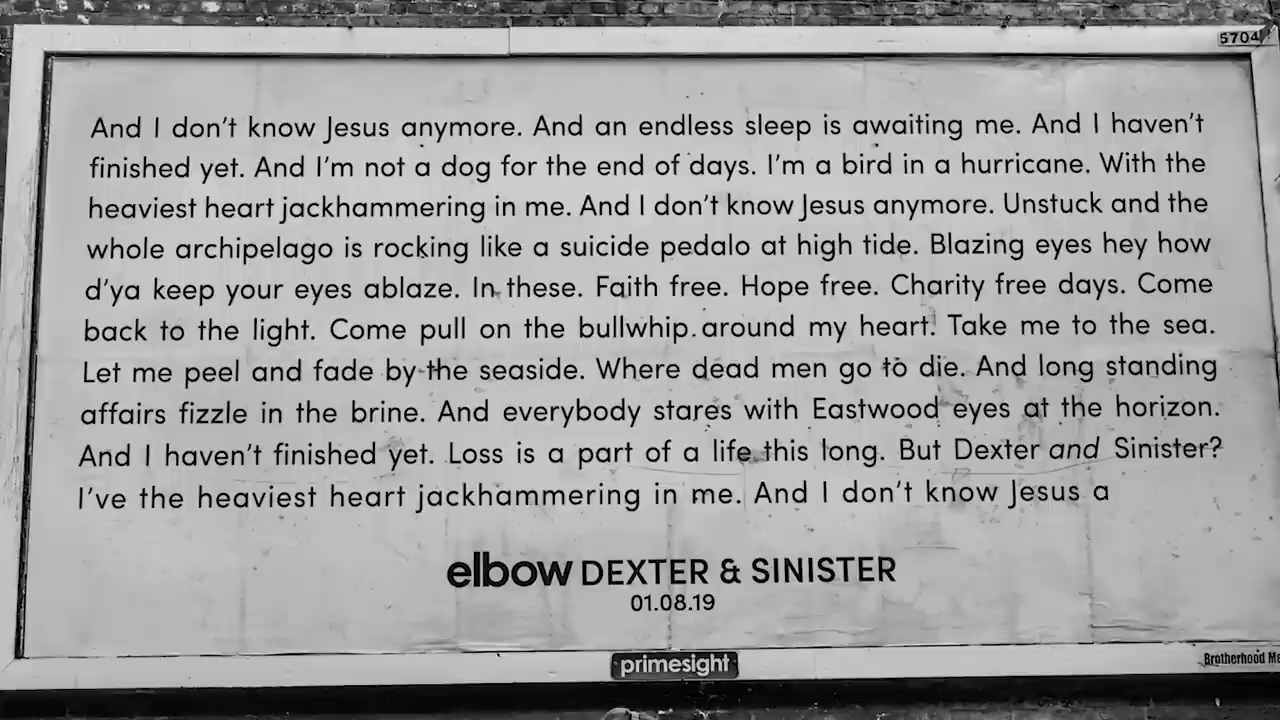 5704
And I don't know Jesus anymore. And an endless sleep is awaiting me. And I haven't
finished yet. And I'm not a dog for the end of days. I'm a bird in a hurricane. With the
heaviest heart jackhammering in me. And I don't know Jesus anymore. Unstuck and the
whole archipelago is rocking like a suicide pedalo at high tide. Blazing eyes hey how
d'ya keep your eyes ablaze. In these. Faith free. Hope free. Charity free days. Come
back to the light. Come pull on the bullwhip around my heart. Take me to the sea.
Let me peel and fade by the seaside. Where dead men go to die. And long standing
affairs fizzle in the brine. And everybody stares with Eastwood eyes at the horizon.
And I haven't finished yet. Loss is a part of a life this long. But Dexter and Sinister?
I've the heaviest heart jackhammering in me. And I don't know Jesus a
elbow DEXTER & SINISTER
01.08.19
primesight
Brotherhood Me